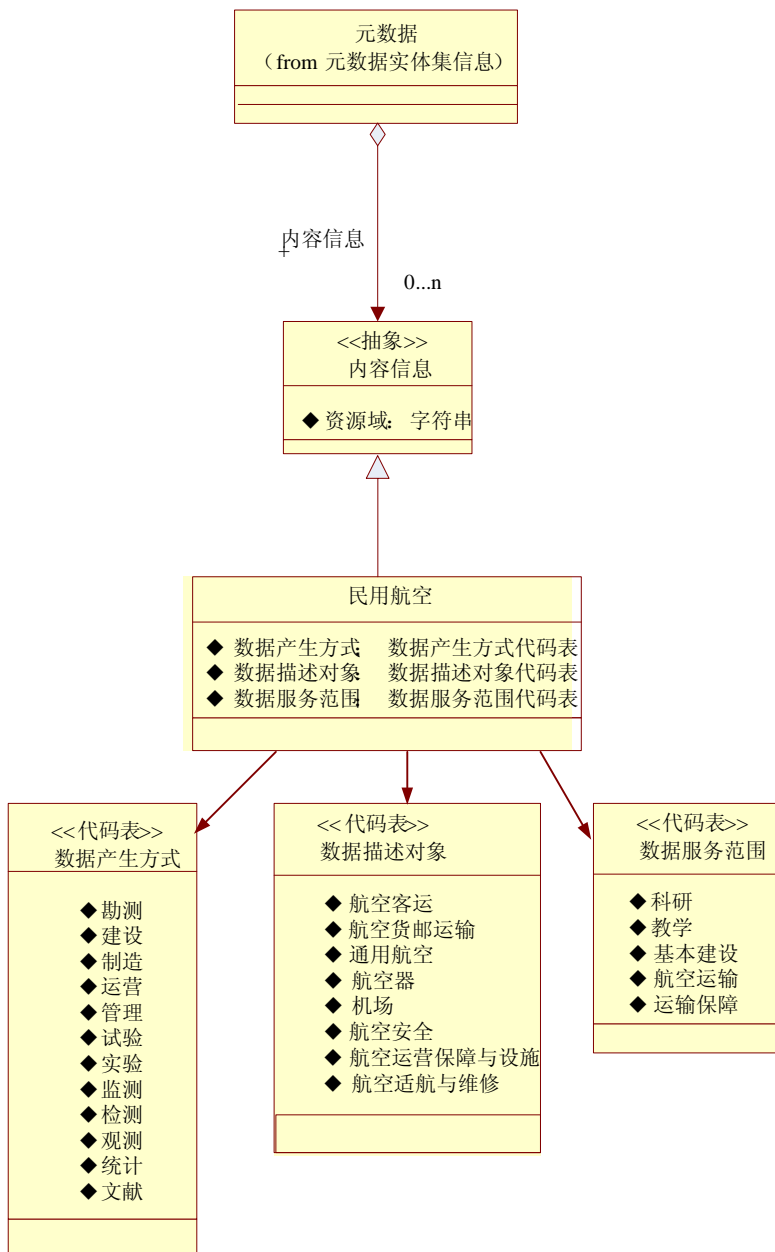 元数据
（from 元数据实体集信息）
+内容信息
0...n
<<抽象>>
内容信息
◆ 资源域: 字符串
民用航空
◆ 数据产生方式: 数据产生方式代码表
◆ 数据描述对象: 数据描述对象代码表
◆ 数据服务范围: 数据服务范围代码表
<<代码表>>
数据产生方式
◆勘测
◆建设
◆制造
◆运营
◆管理
◆试验
◆实验
◆监测
◆检测
◆观测
◆统计
◆文献
<<代码表>>
数据描述对象
◆ 航空客运
◆ 航空货邮运输
◆ 通用航空
◆ 航空器
◆ 机场
◆ 航空安全
◆ 航空运营保障与设施
◆ 航空适航与维修
<<代码表>>
数据服务范围
◆科研
◆教学
◆基本建设
◆航空运输
◆运输保障